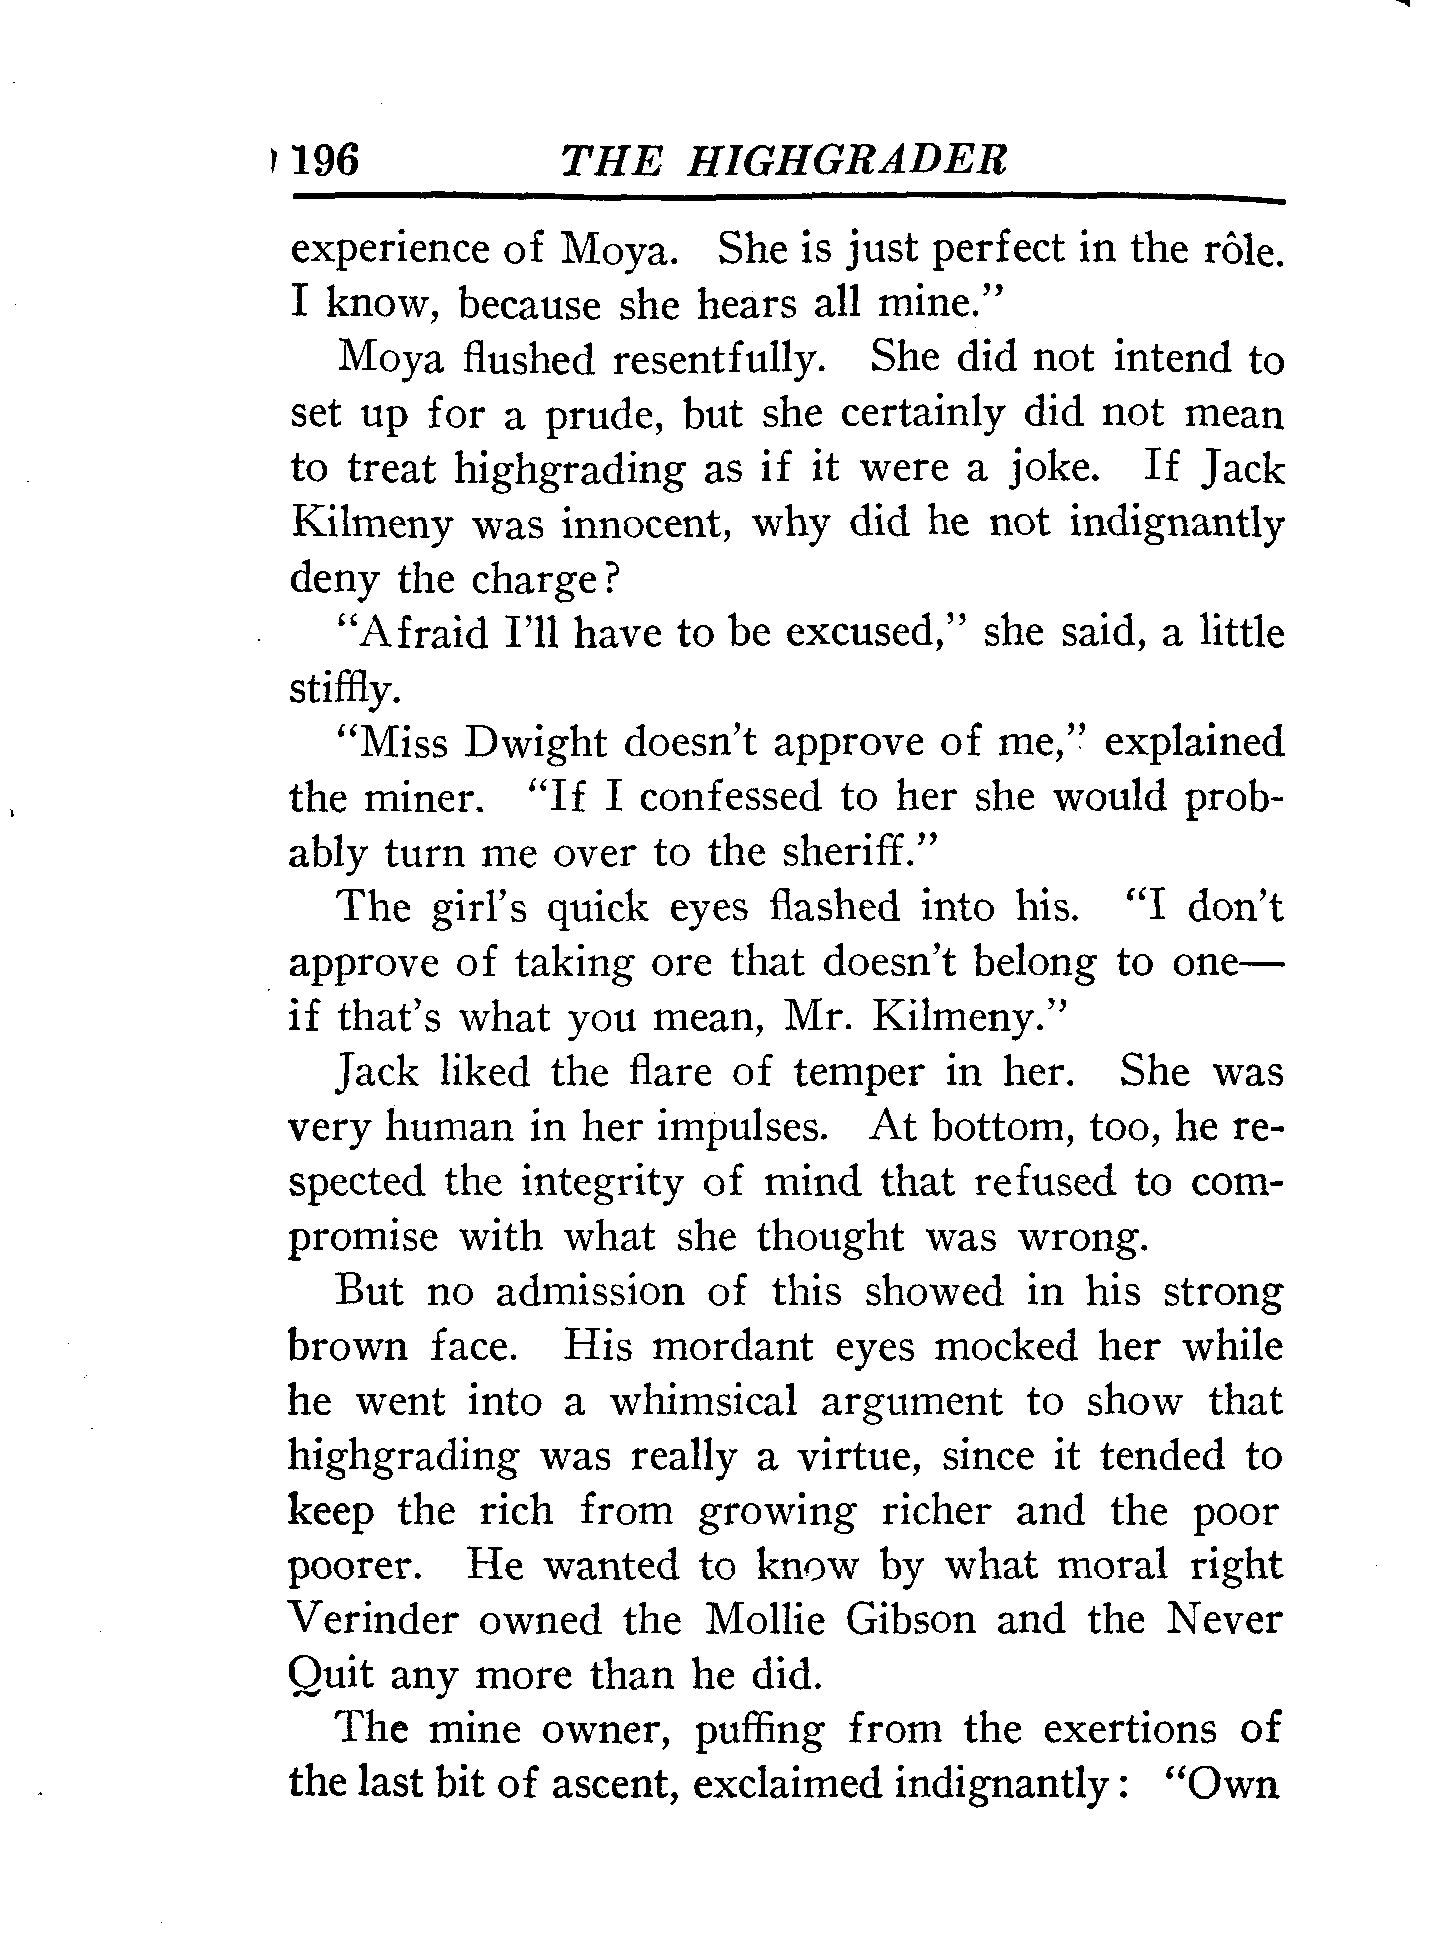 196 THE HIGHGRADER
experience of Moya. She is just perfect in the rôle.
I know, because she hears all mine.”
Moya flushed resentfully. She did not intend to
set up for a prude, but she certainly did not mean
to treat highgrading as if it were a joke. If Jack
Kilmeny was innocent, why did he not indignantly
deny the charge?
“Afraid I’ll have to be excused,” she said, a little
stiffly.
“Miss Dwight doesn’t approve of me,” explained
the miner. “If I confessed to her she would prob-
ably turn me over to the sheriff.”
The girl’s quick eyes flashed into his. “I don’t
approve of taking ore that doesn’t belong to one—
if that’s what you mean, Mr. Kilmeny.”
Jack liked the flare of temper in her. She was
very human in her impulses. At bottom, too, he re-
spected the integrity of mind that refused to com-
promise with what she thought was wrong.
But no admission of this showed in his strong
brown face. His mordant eyes mocked her while
he went into a whimsical argument to show that
highgrading was really a virtue, since it tended to
keep the rich from growing richer and the poor
poorer. He wanted to know by what moral right
Verinder owned the Mollie Gibson and the Never
Quit any more than he did.
The mine owner, puffing from the exertions of
the last bit of ascent, exclaimed indignantly: “Own